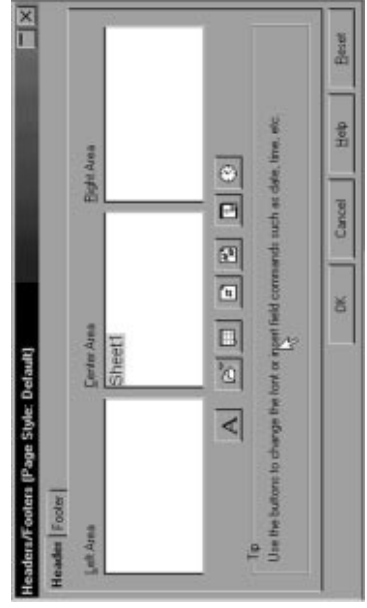 Headers/Footers (Page Style: Default)
Header Footer
Left Area Center Area Right Area
Sheet1
A
Tip
Use the buttons to change the font or insert field commands such as date, time, etc.
OK Cancel Help Reset